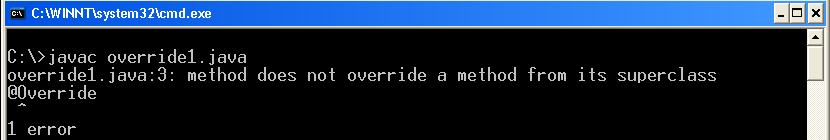 C:\WINNT\system32\cmd.exe
C:\>javac override1.java
override1.java:3: method does not override a method from its superclass
@Override
^
1 error